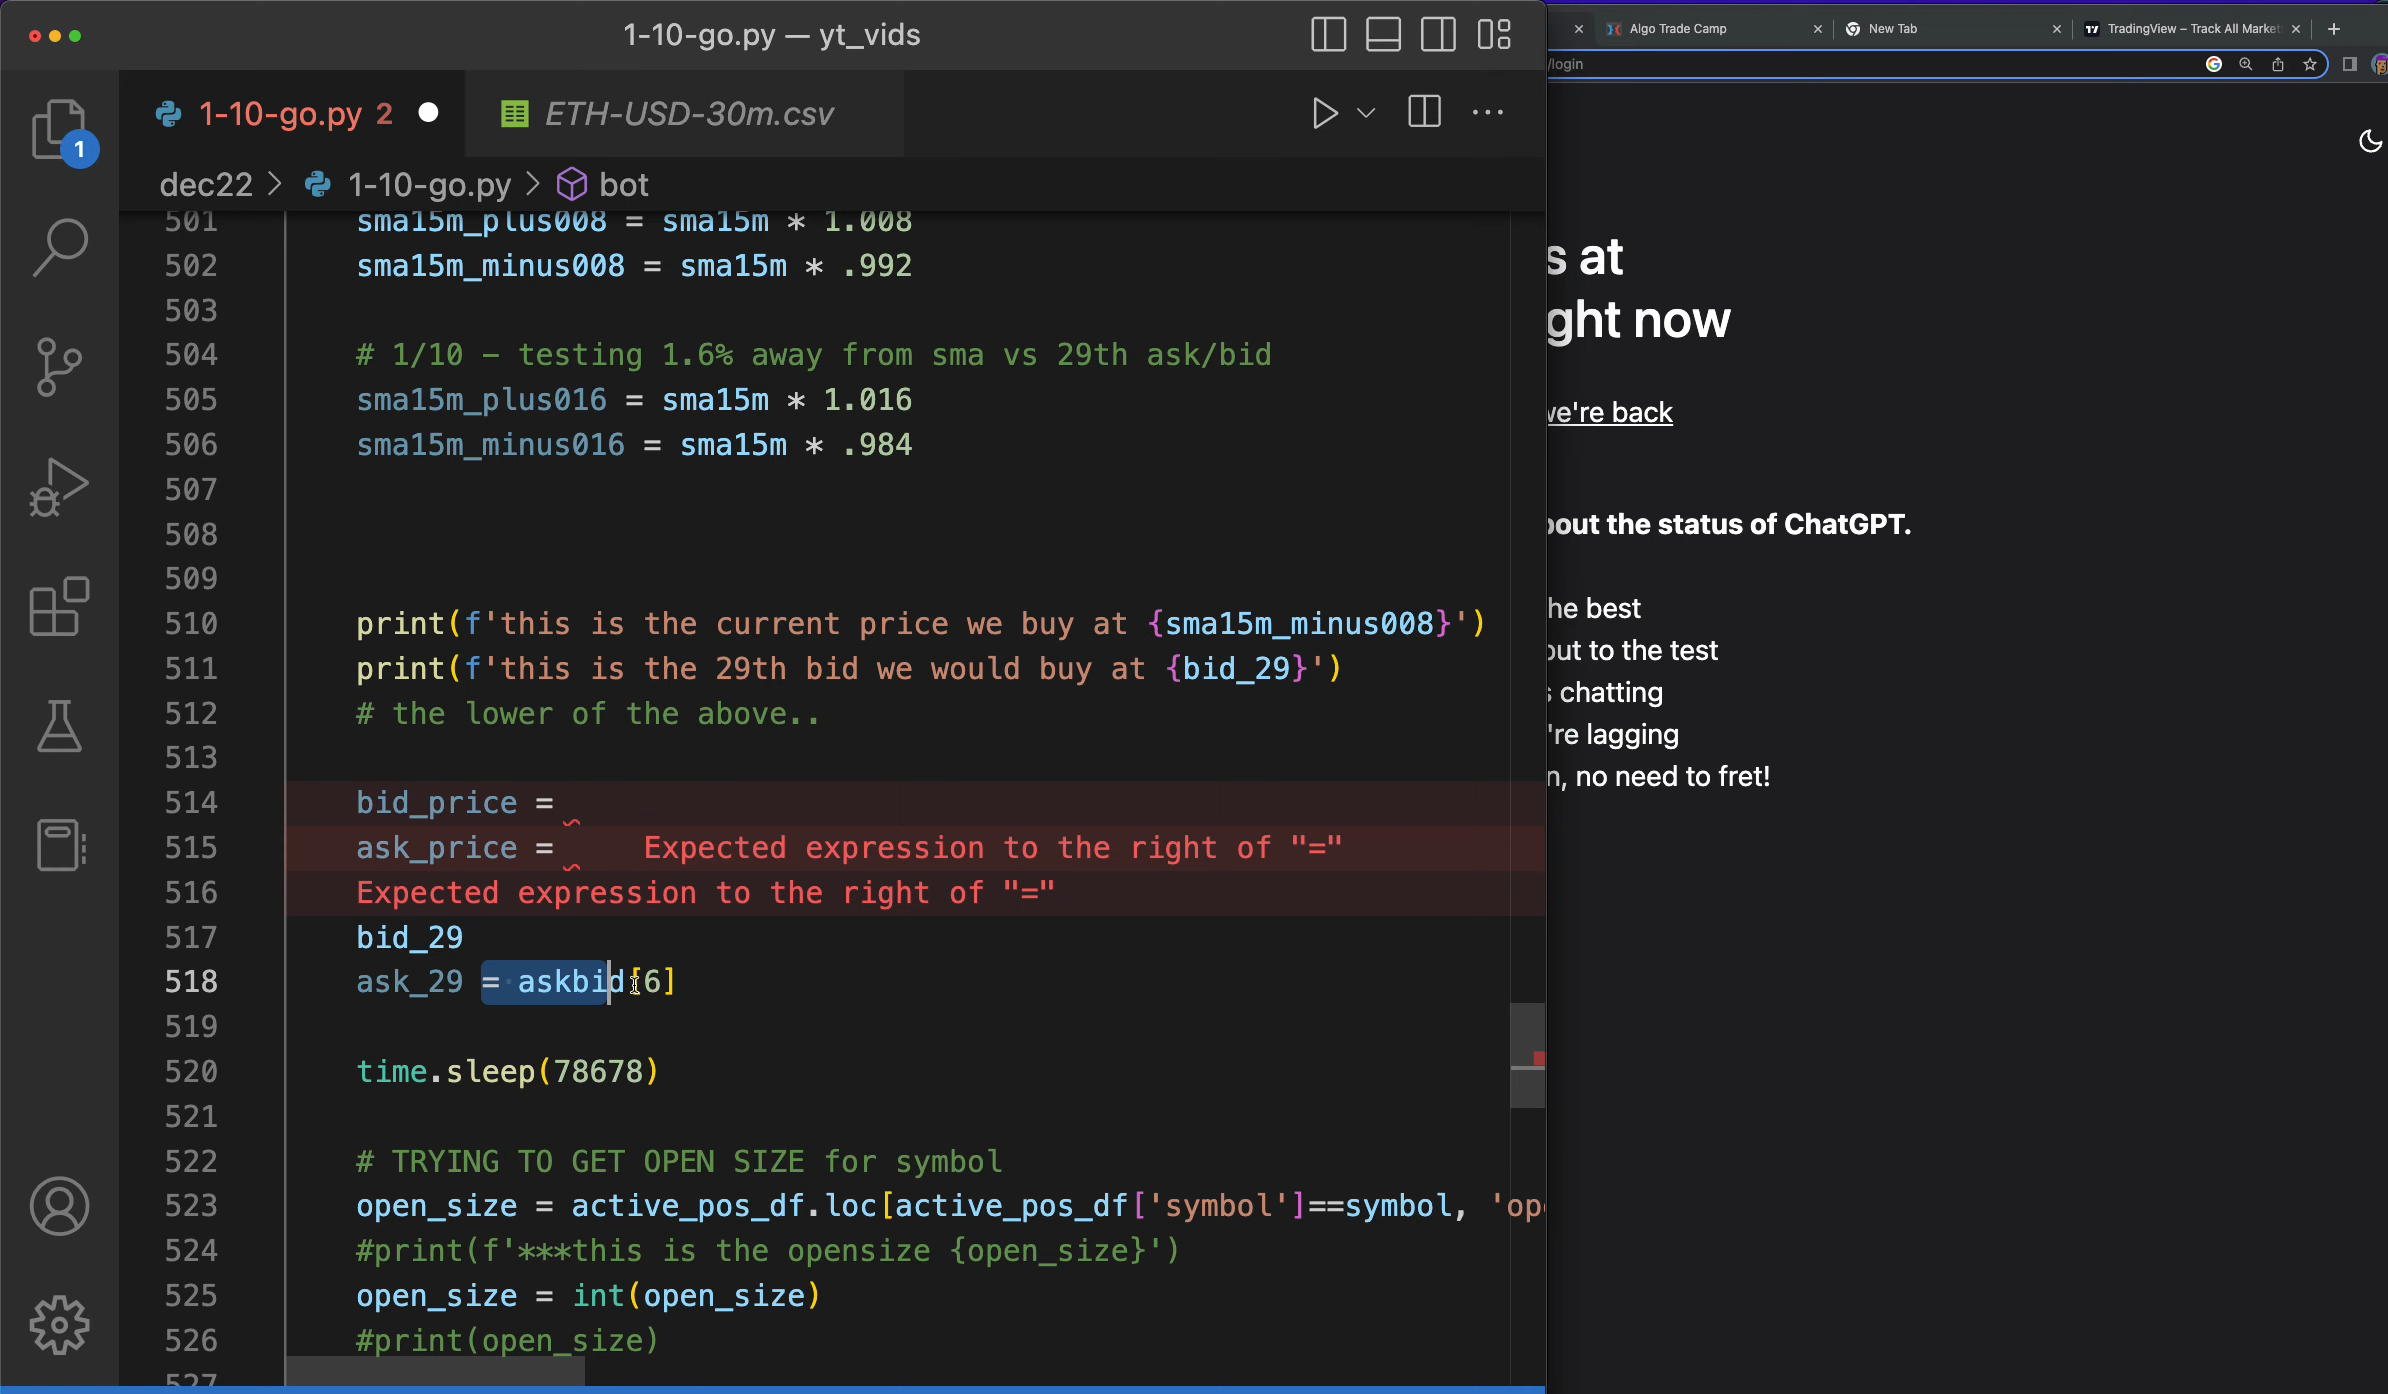 1-10-go.py — yt_vids
1-10-go.py 2
ETH-USD-30m.csv
dec22 > 1-10-go.py > bot
1
501 sma15m_plus008 = sma15m * 1.008
502 sma15m_minus008 = sma15m * .992
503
504 # 1/10 - testing 1.6% away from sma vs 29th ask/bid
505 sma15m_plus016 = sma15m * 1.016
506 sma15m_minus016 = sma15m * .984
507
508
509
510 print(f'this is the current price we buy at {sma15m_minus008}')
511 print(f'this is the 29th bid we would buy at {bid_29}')
512 # the lower of the above..
513
514 bid_price =
515 ask_price = Expected expression to the right of "="
516 Expected expression to the right of "="
517 bid_29
518 ask_29 = askbid[6]
519
520 time.sleep(78678)
521
522 # TRYING TO GET OPEN SIZE for symbol
523 open_size = active_pos_df.loc[active_pos_df['symbol']==symbol, 'ope
524 #print(f'***this is the opensize {open_size}')
525 open_size = int(open_size)
526 #print(open_size)
527
Algo Trade Camp
New Tab
TradingView – Track All Market
/login
s at
ght now
we're back
bout the status of ChatGPT.
he best
out to the test
s chatting
're lagging
n, no need to fret!